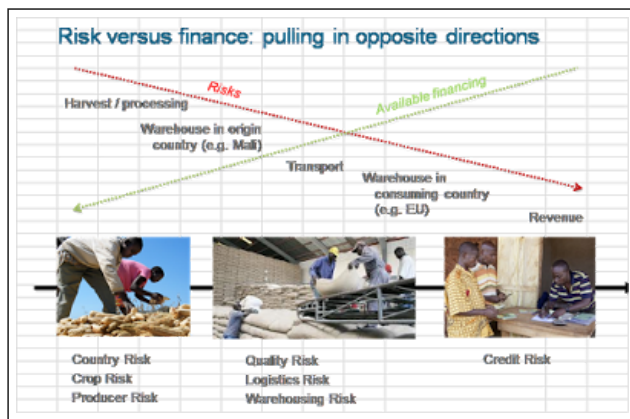 Risk versus finance: pulling in opposite directions
Risks
Available financing
Harvest / processing
Warehouse in origin
country (e.g. Mali)
Transport
Warehouse in
consuming country
(e.g. EU)
Revenue
Country Risk
Crop Risk
Producer Risk
Quality Risk
Logistics Risk
Warehousing Risk
Credit Risk